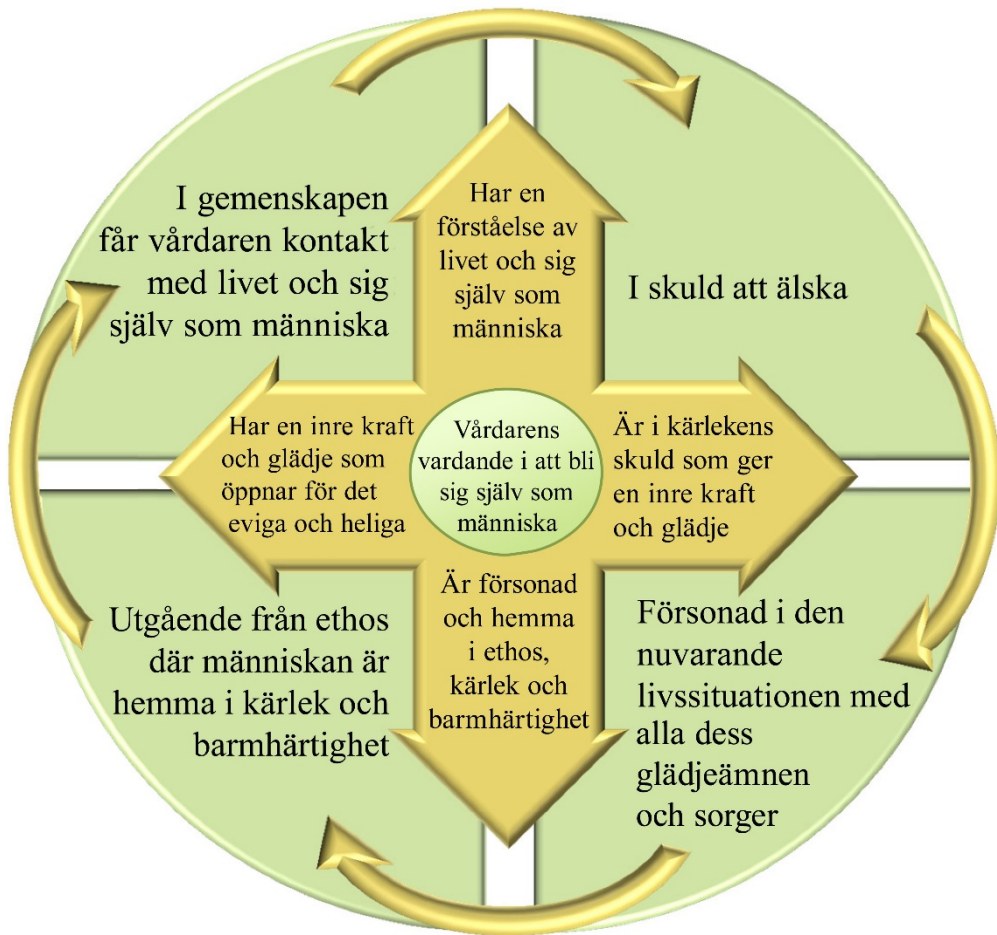 I gemenskapen
får vårdaren kontakt
med livet och sig
själv som människa
Har en
förståelse av
livet och sig
själv som
människa
I skuld att älska
Har en inre kraft
och glädje som
öppnar för det
eviga och heliga
Vårdarens
vardande i att bli
sig själv som
människa
Är i kärlekens
skuld som ger
en inre kraft
och glädje
Utgående från ethos
där människan är
hemma i kärlek och
barmhärtighet
Är försonad
och hemma
i ethos,
kärlek och
barmhärtighet
Försonad i den
nuvarande
livssituationen med
alla dess
glädjeämnen
och sorger